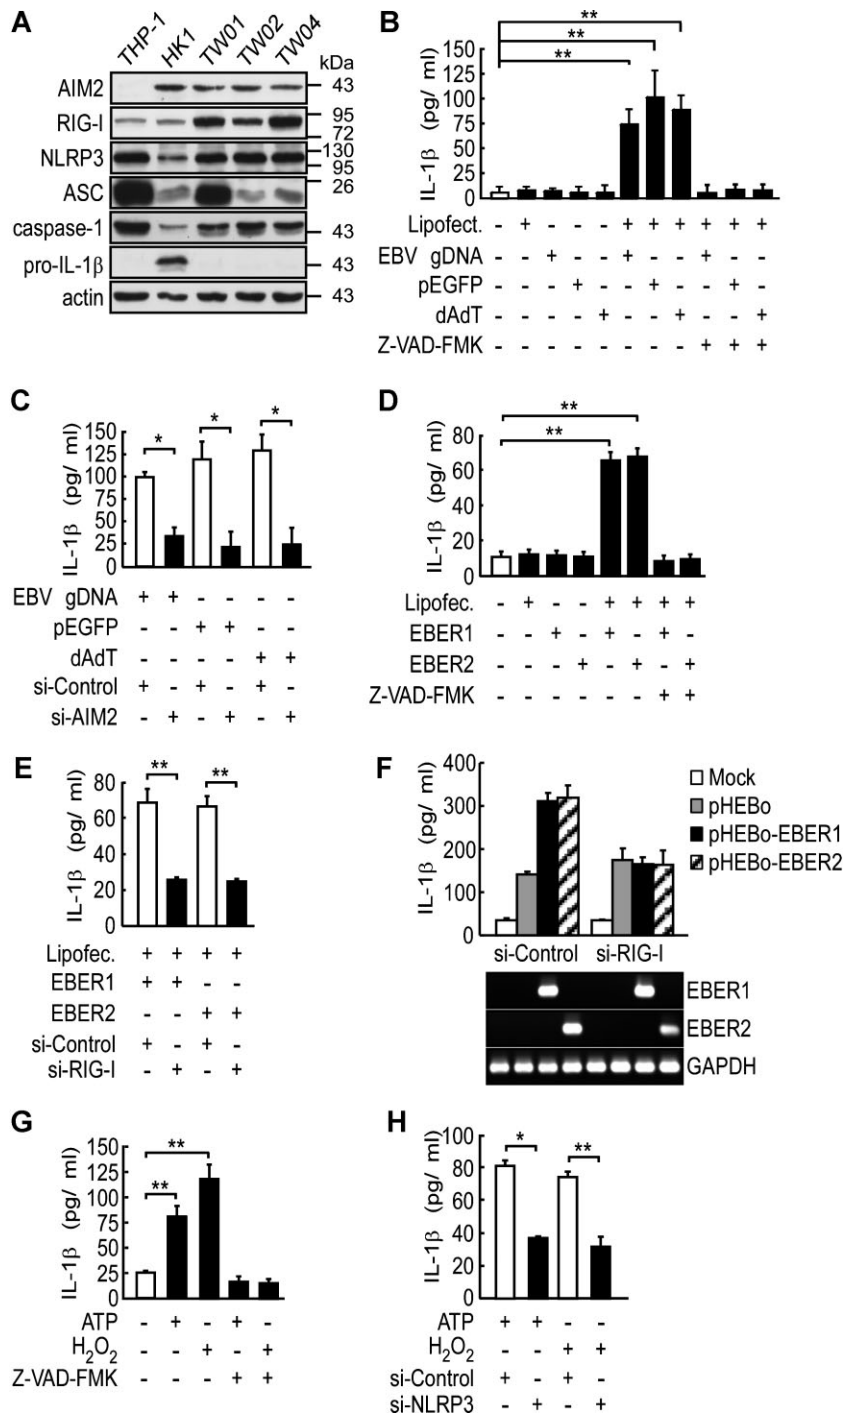 A
THP-1 HK1 TW01 TW02 TW04
kDa
AIM2 43
RIG-I 95
72
NLRP3 130
95
ASC 26
caspase-1 43
pro-IL-1β 43
actin 43
B
** 
**
**
IL-1β (pg/ ml)
150
125
100
75
50
25
0
Lipofect. - + - - - + + + + + +
EBV gDNA - - + - - + - - + - -
pEGFP - - - + - - + - - + -
dAdT - - - - + - - + - - +
Z-VAD-FMK - - - - - - - - + + +
C
* * *
IL-1β (pg/ ml)
150
125
100
75
50
25
0
EBV gDNA + + - - - -
pEGFP - - + + - -
dAdT - - - - + +
si-Control + - + - + -
si-AIM2 - + - + - +
D
**
**
IL-1β (pg/ ml)
80
60
40
20
0
Lipofec. - + - - + + + +
EBER1 - - + - + - + -
EBER2 - - - + - + - +
Z-VAD-FMK - - - - - - + +
E
** **
IL-1β (pg/ ml)
80
60
40
20
0
Lipofec. + + + +
EBER1 + + - -
EBER2 - - + +
si-Control + - + -
si-RIG-I - + - +
F
IL-1β (pg/ ml)
400
300
200
100
0
Mock
pHEBo
pHEBo-EBER1
pHEBo-EBER2
si-Control si-RIG-I
EBER1
EBER2
GAPDH
G
**
**
IL-1β (pg/ ml)
150
125
100
75
50
25
0
ATP - + - + -
H₂O₂ - - + - +
Z-VAD-FMK - - - + +
H
* **
IL-1β (pg/ ml)
100
80
60
40
20
0
ATP + + - -
H₂O₂ - - + +
si-Control + - + -
si-NLRP3 - + - +